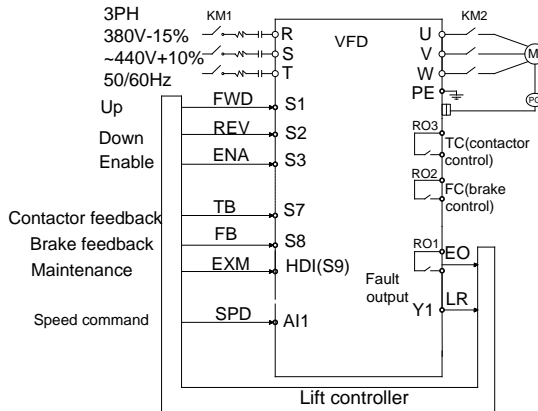 3PH
380V-15%
~440V+10%
50/60Hz
KM1
R
S
T
VFD
U
V
W
PE
KM2
M
PG
Up
FWD
S1
Down
REV
S2
Enable
ENA
S3
RO3
TC(contactor
control)
RO2
FC(brake
control)
Contactor feedback
TB
S7
Brake feedback
FB
S8
Maintenance
EXM
HDI(S9)
RO1
EO
Fault
output
Speed command
SPD
AI1
Y1
LR
Lift controller